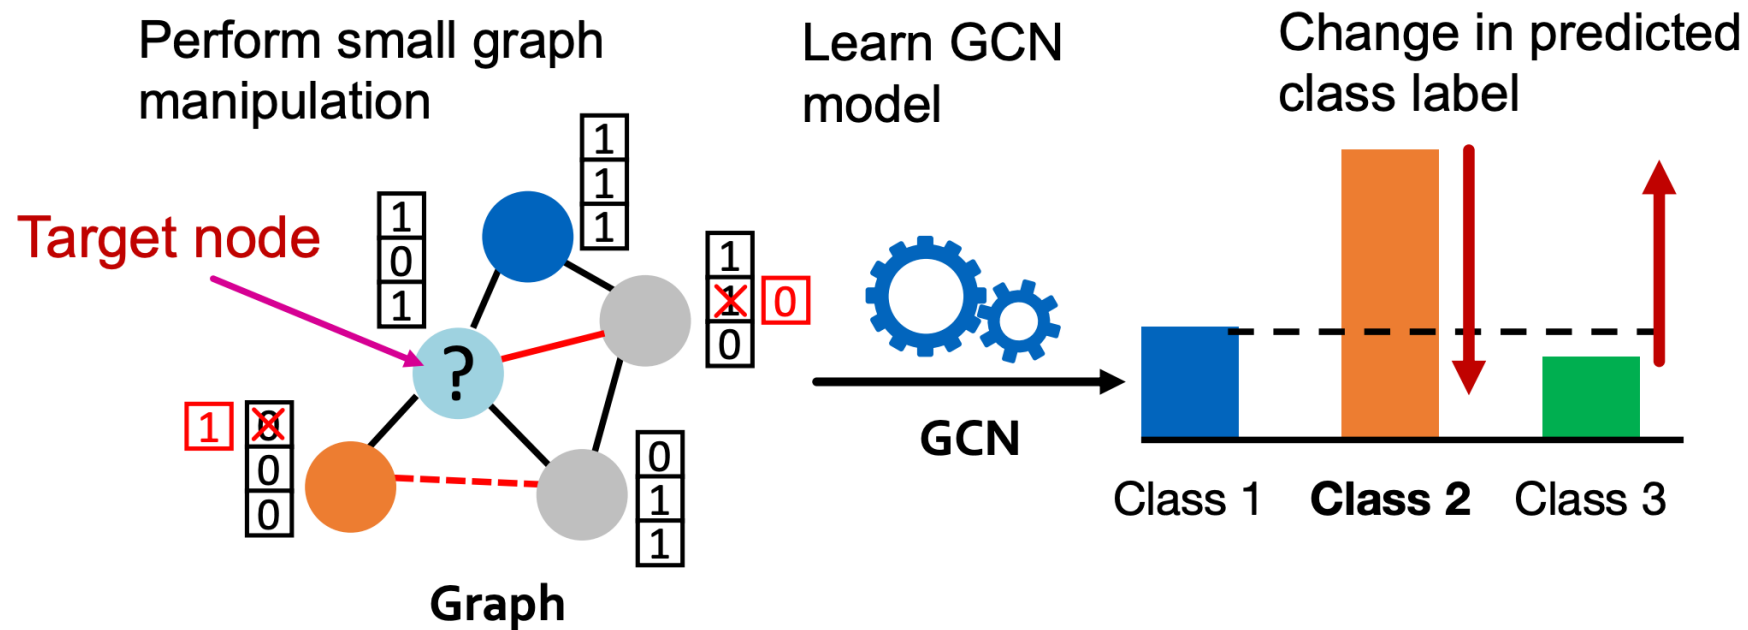 Perform small graph
manipulation
Learn GCN
model
Change in predicted
class label
Target node
1
0
1
1
1
1
1
1
0
0
?
1
0
0
0
0
1
1
GCN
Graph
Class 1
Class 2
Class 3